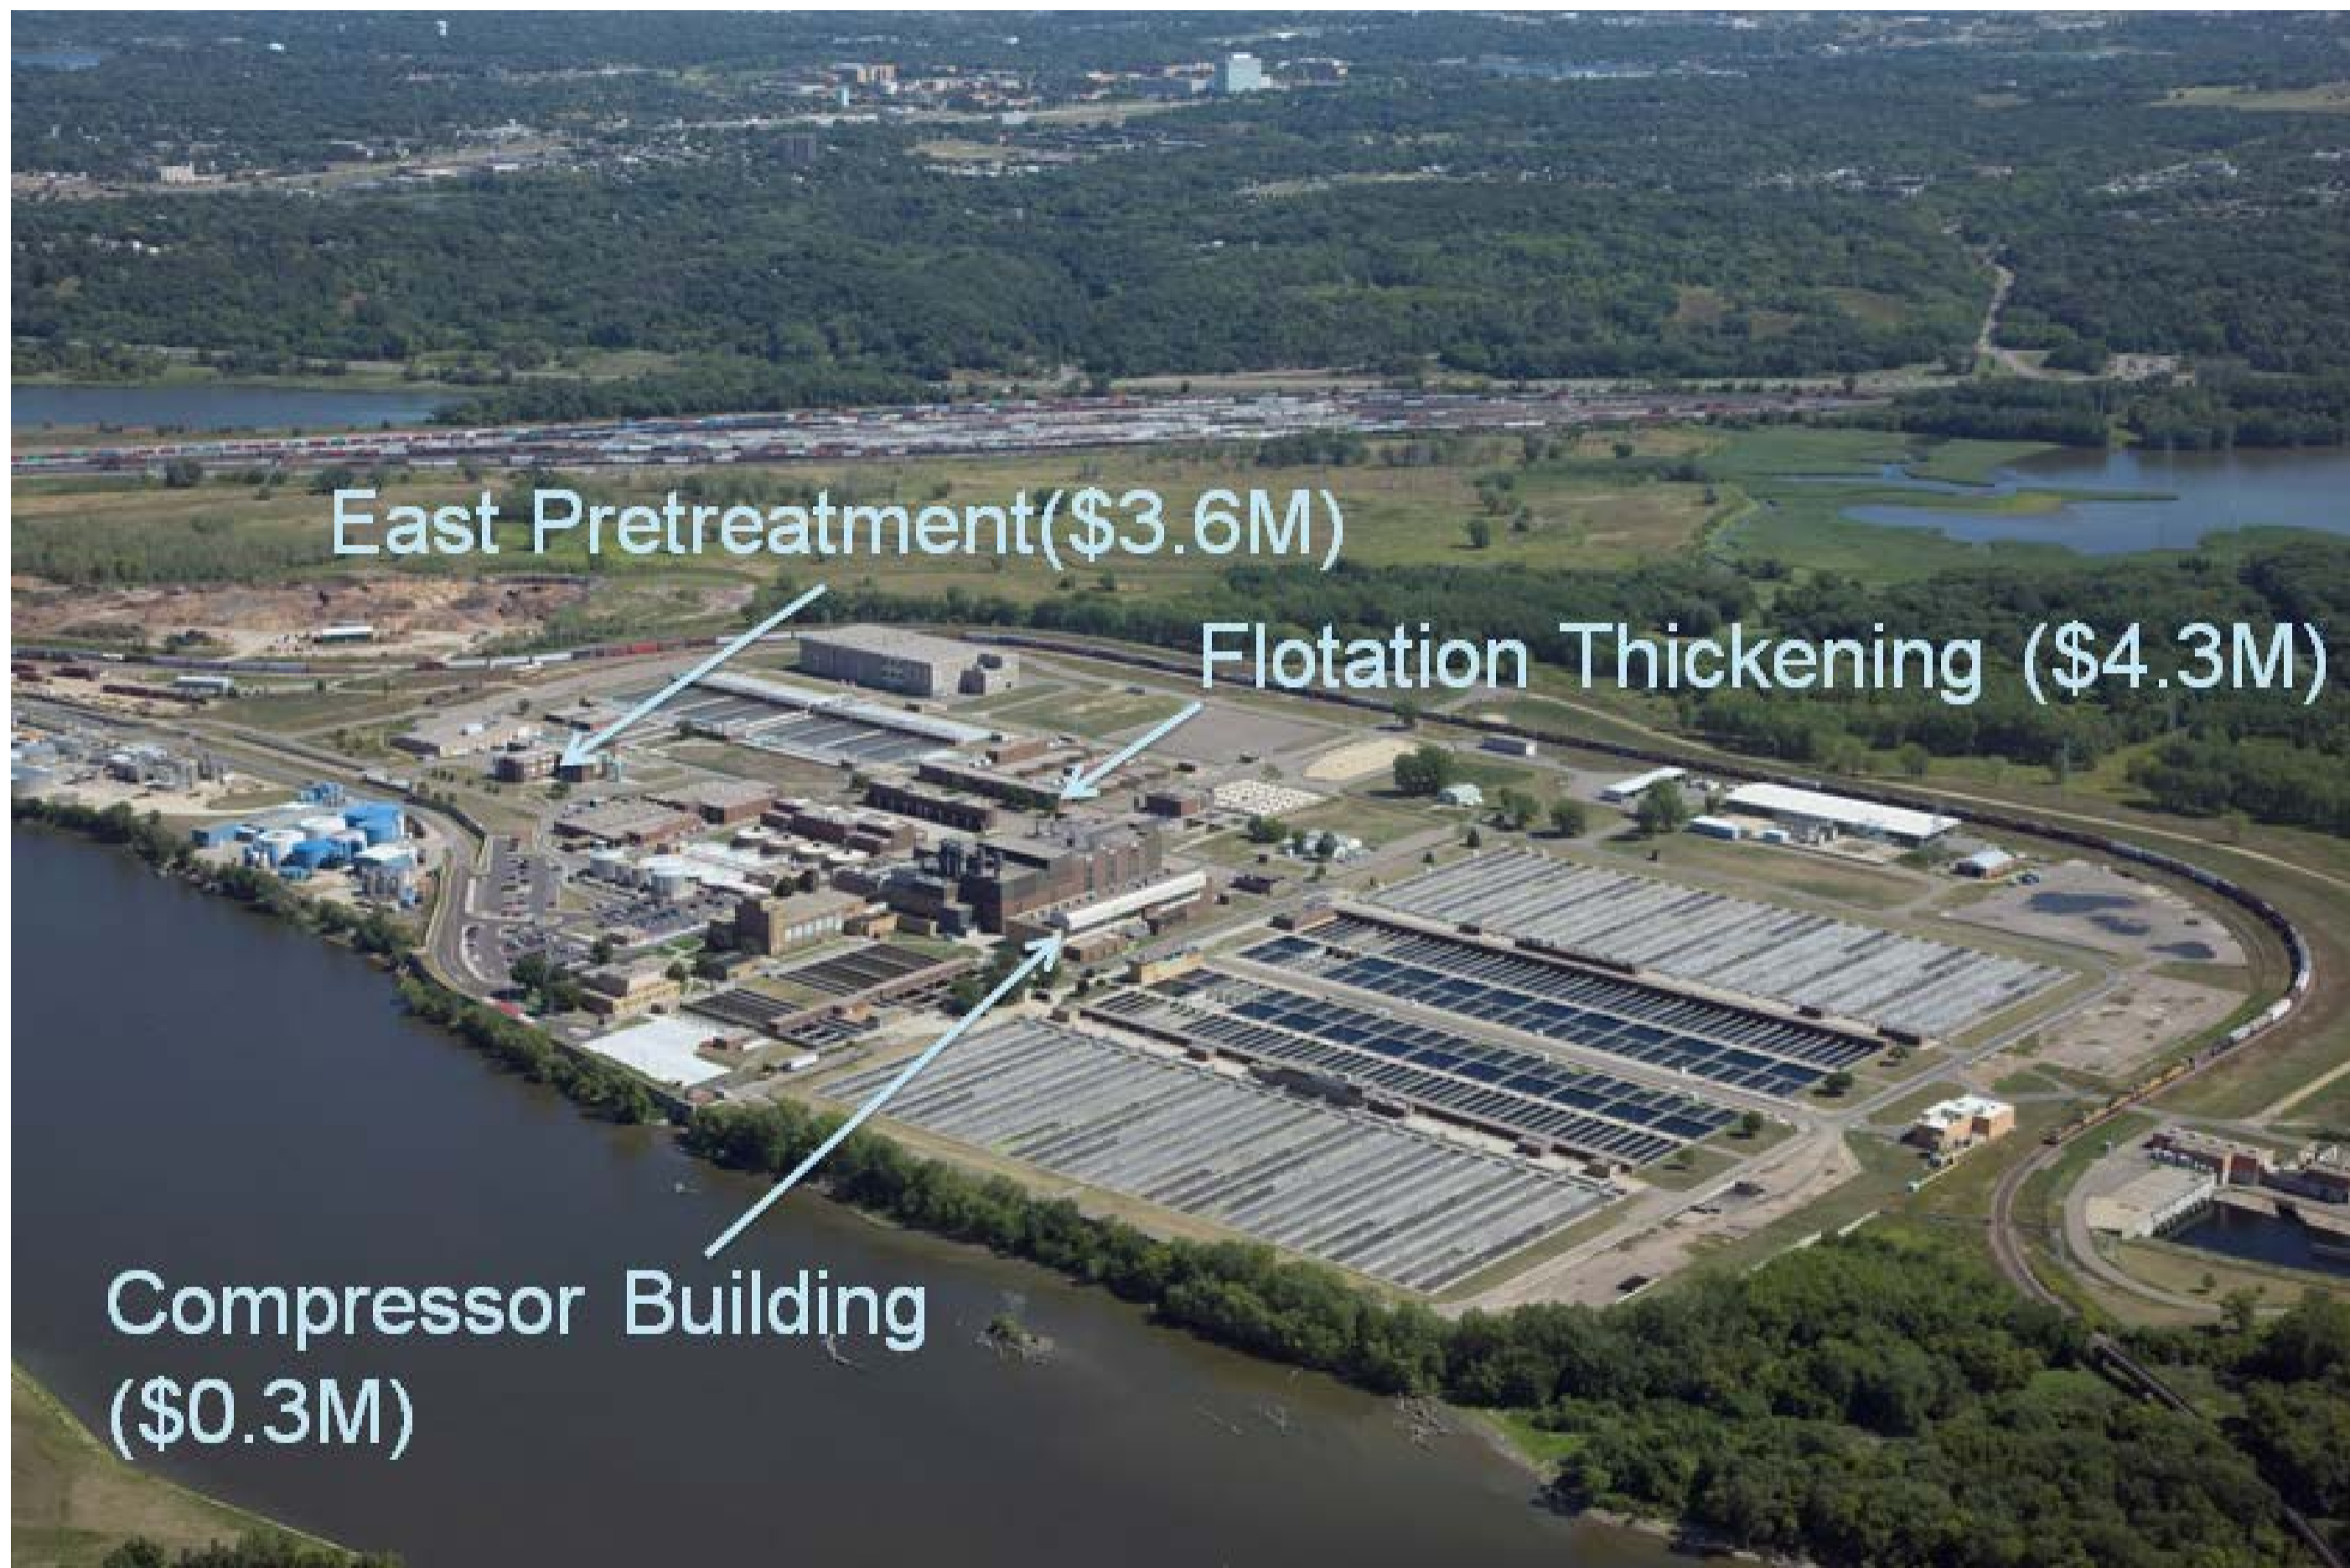 East Pretreatment($3.6M)
Flotation Thickening ($4.3M)
Compressor Building
($0.3M)